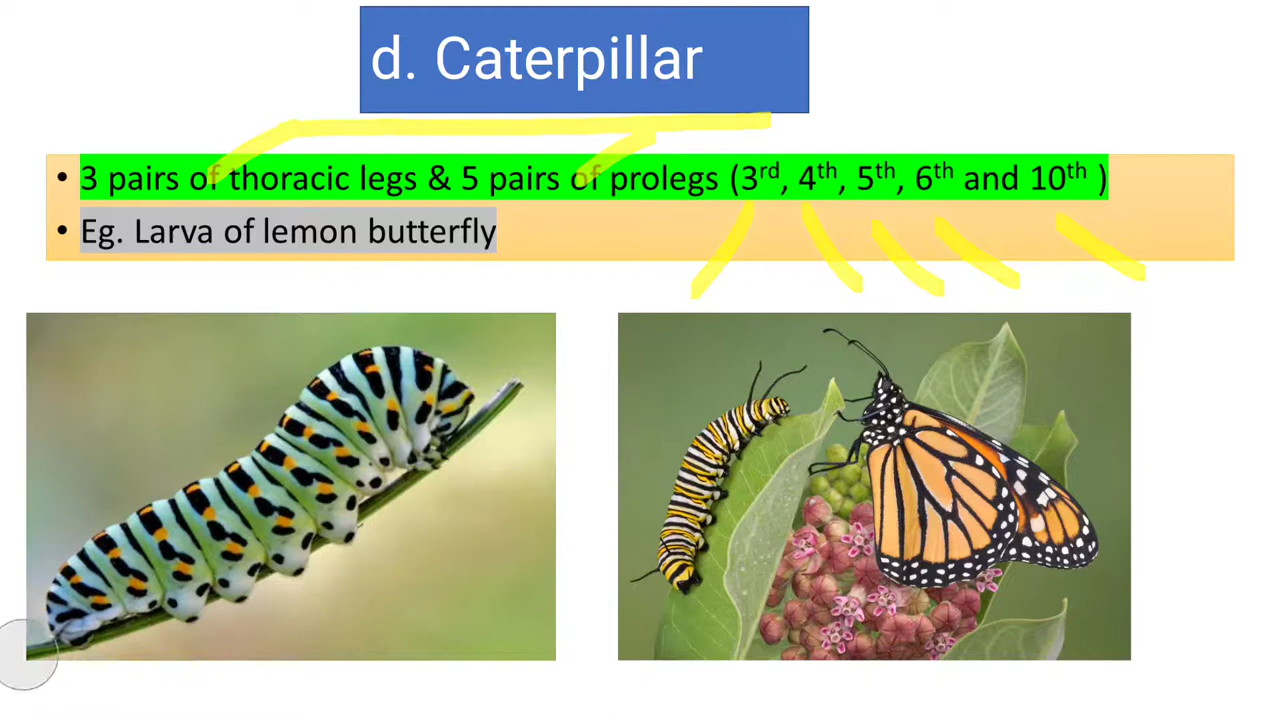 d. Caterpillar
• 3 pairs of thoracic legs & 5 pairs of prolegs (3rd, 4th, 5th, 6th and 10th )
• Eg. Larva of lemon butterfly